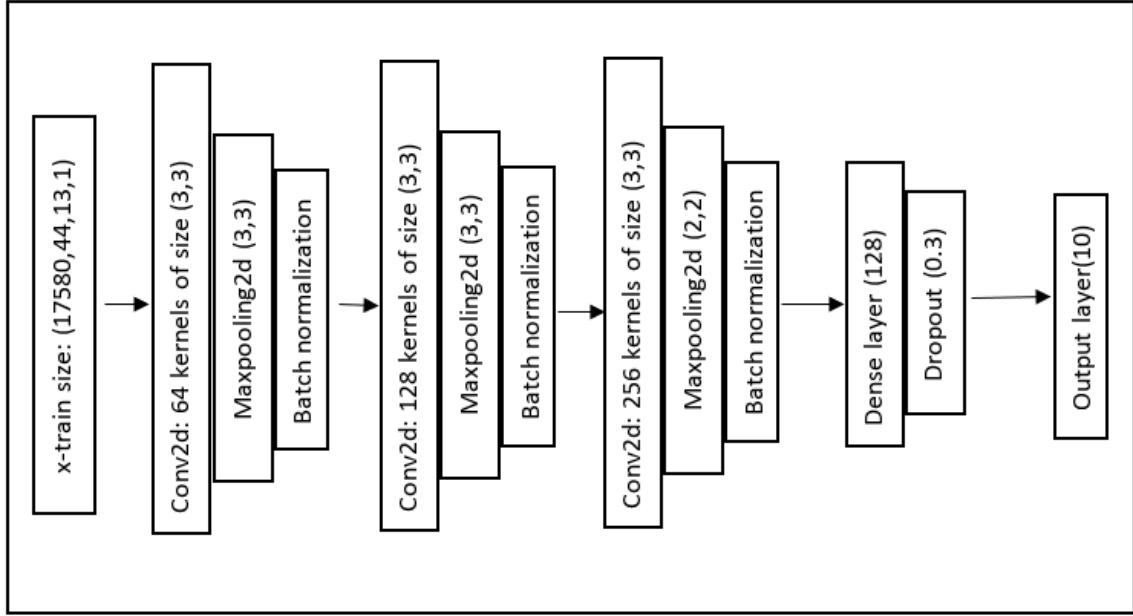 x-train size: (17580,44,13,1)
Conv2d: 64 kernels of size (3,3)
Maxpooling2d (3,3)
Batch normalization
Conv2d: 128 kernels of size (3,3)
Maxpooling2d (3,3)
Batch normalization
Conv2d: 256 kernels of size (3,3)
Maxpooling2d (2,2)
Batch normalization
Dense layer (128)
Dropout (0.3)
Output layer(10)